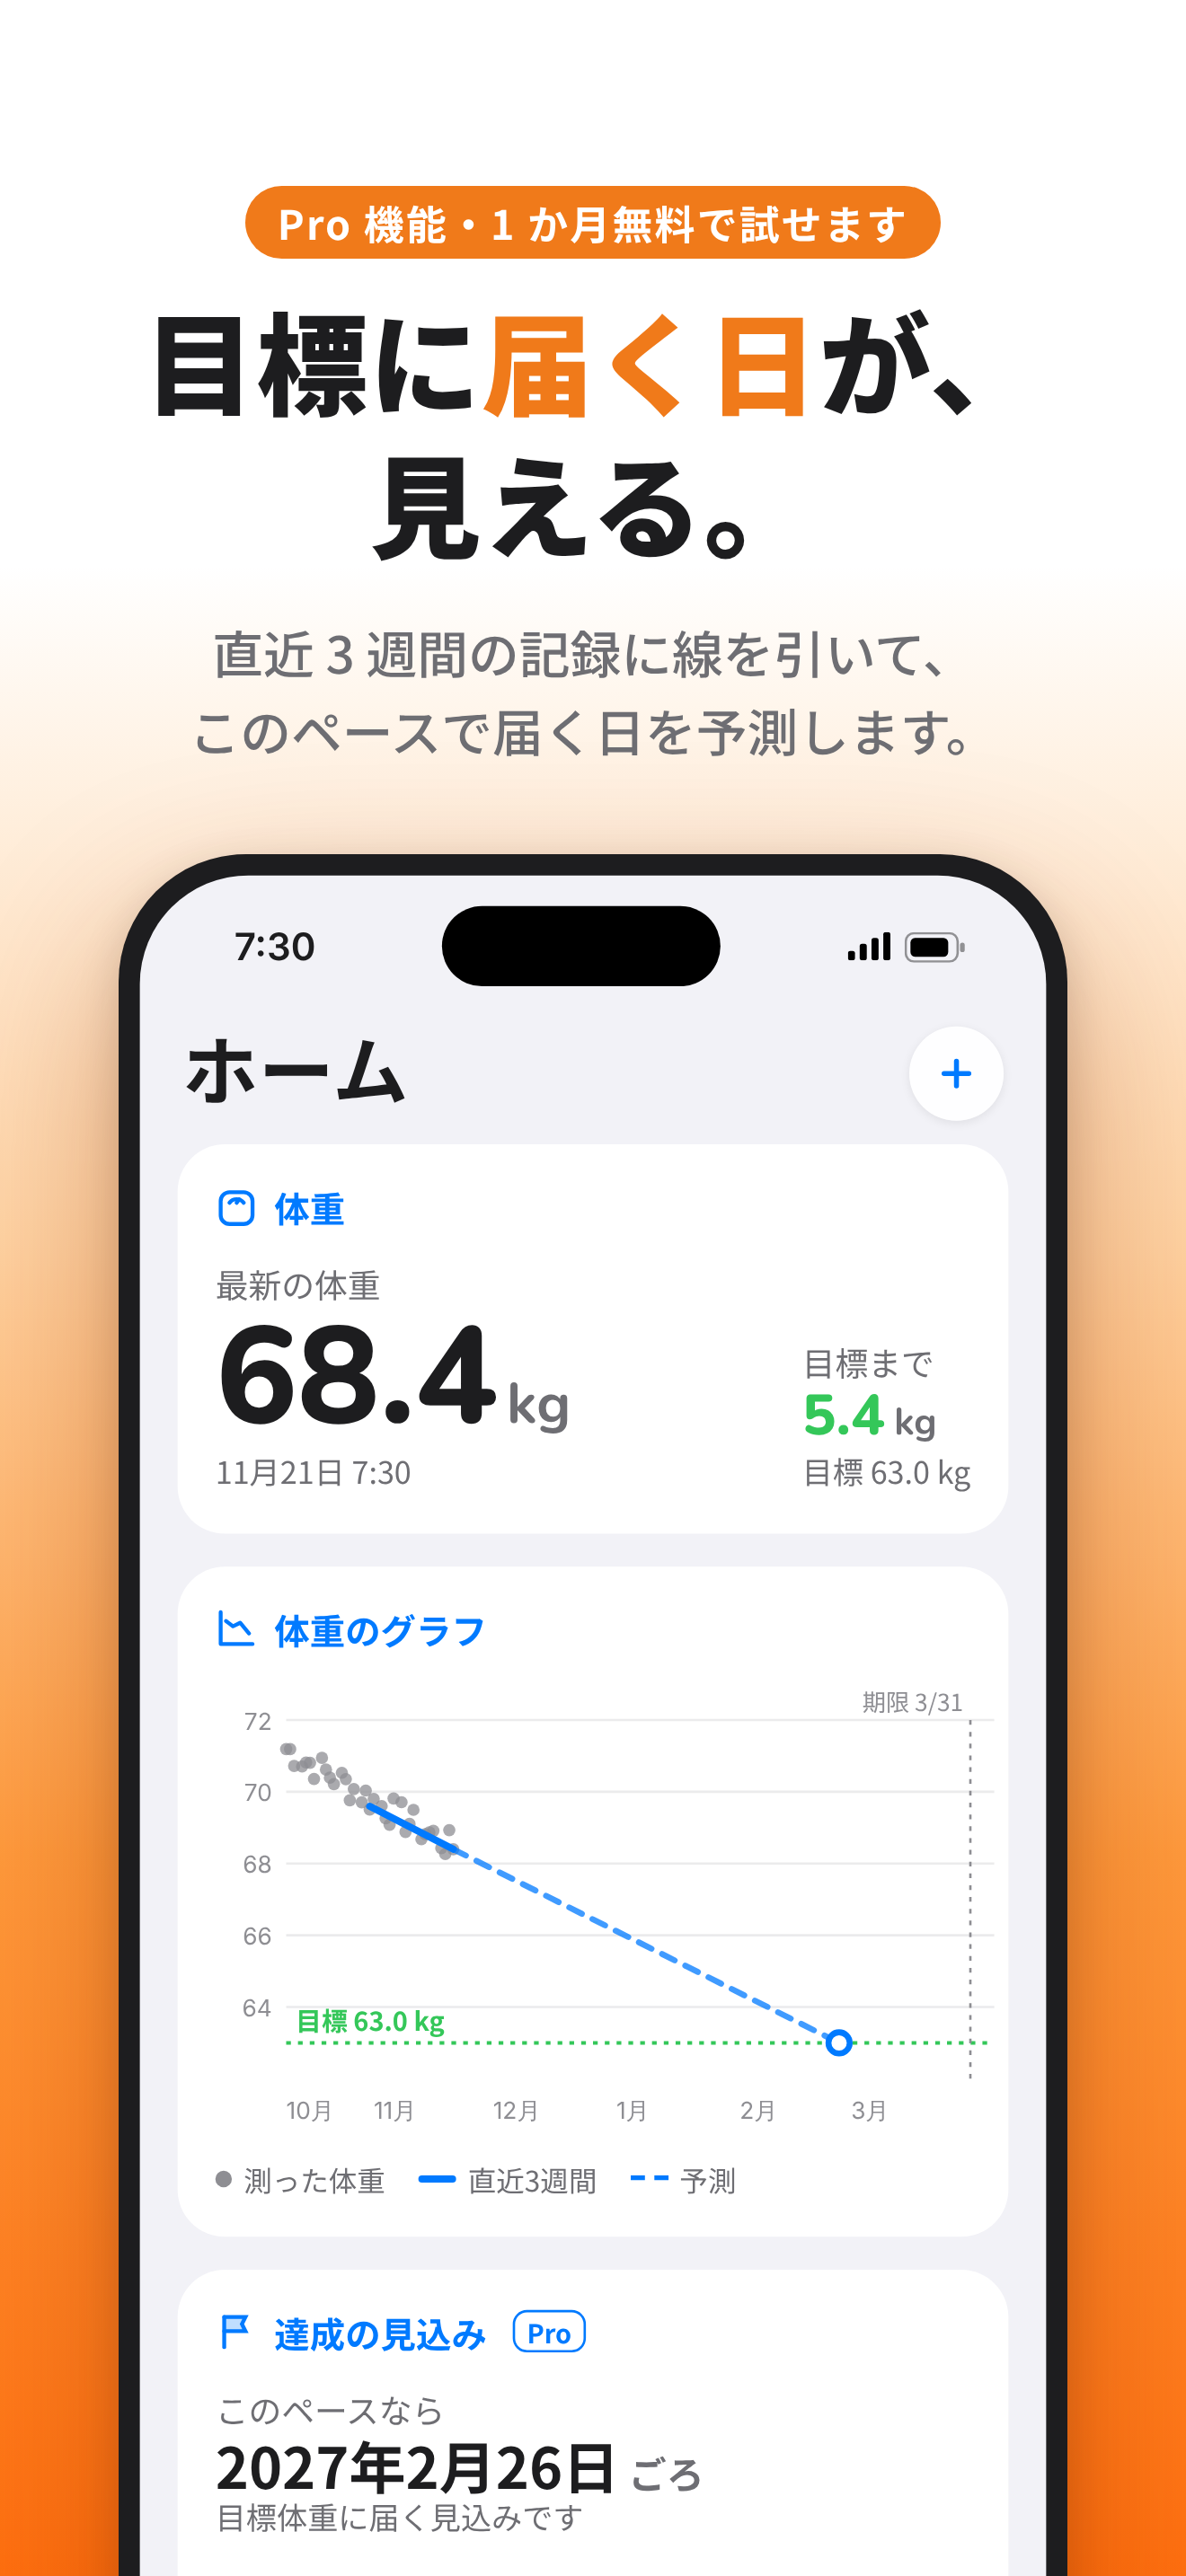 Pro 機能・1 か月無料で試せます
目標に届く日が、
見える。
直近 3 週間の記録に線を引いて、
このペースで届く日を予測します。
7:30
ホーム
体重
最新の体重
68.4 kg
11月21日 7:30
目標まで
5.4 kg
目標 63.0 kg
体重のグラフ
期限 3/31
72
70
68
66
64
目標 63.0 kg
10月 11月 12月 1月 2月 3月
測った体重 直近3週間 予測
達成の見込み Pro
このペースなら
2027年2月26日 ごろ
目標体重に届く見込みです